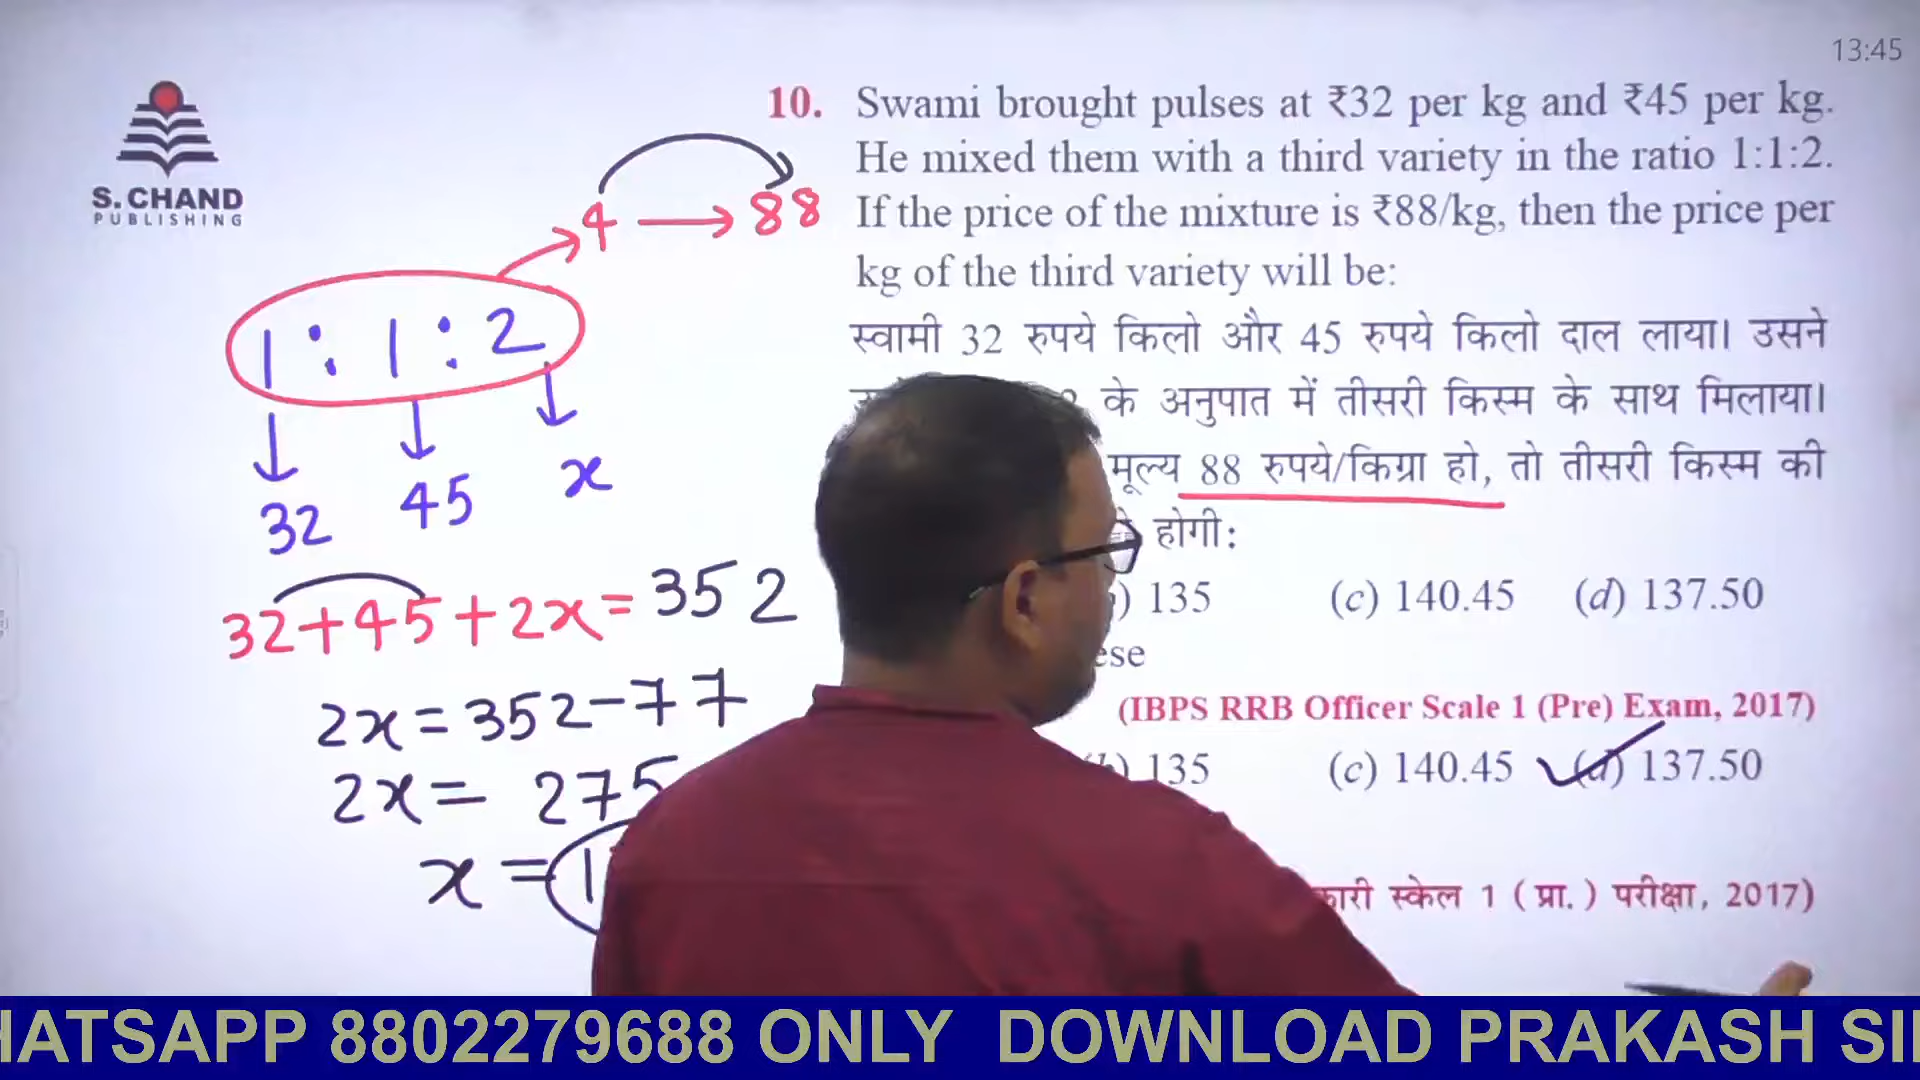 13:45
S. CHAND
PUBLISHING
10. Swami brought pulses at ₹32 per kg and ₹45 per kg.
He mixed them with a third variety in the ratio 1:1:2.
If the price of the mixture is ₹88/kg, then the price per
kg of the third variety will be:
स्वामी 32 रुपये किलो और 45 रुपये किलो दाल लाया। उसने
के अनुपात में तीसरी किस्म के साथ मिलाया।
मूल्य 88 रुपये/किग्रा हो, तो तीसरी किस्म की
होगी:
135 (c) 140.45 (d) 137.50
(IBPS RRB Officer Scale 1 (Pre) Exam, 2017)
135 (c) 140.45 (d) 137.50
स्केल 1 (प्रा.) परीक्षा, 2017)
4 → 88
1 : 1 : 2
32 45 x
32+45+2x=352
2x=352-77
2x= 275
x=
8802279688 ONLY DOWNLOAD PRAKASH